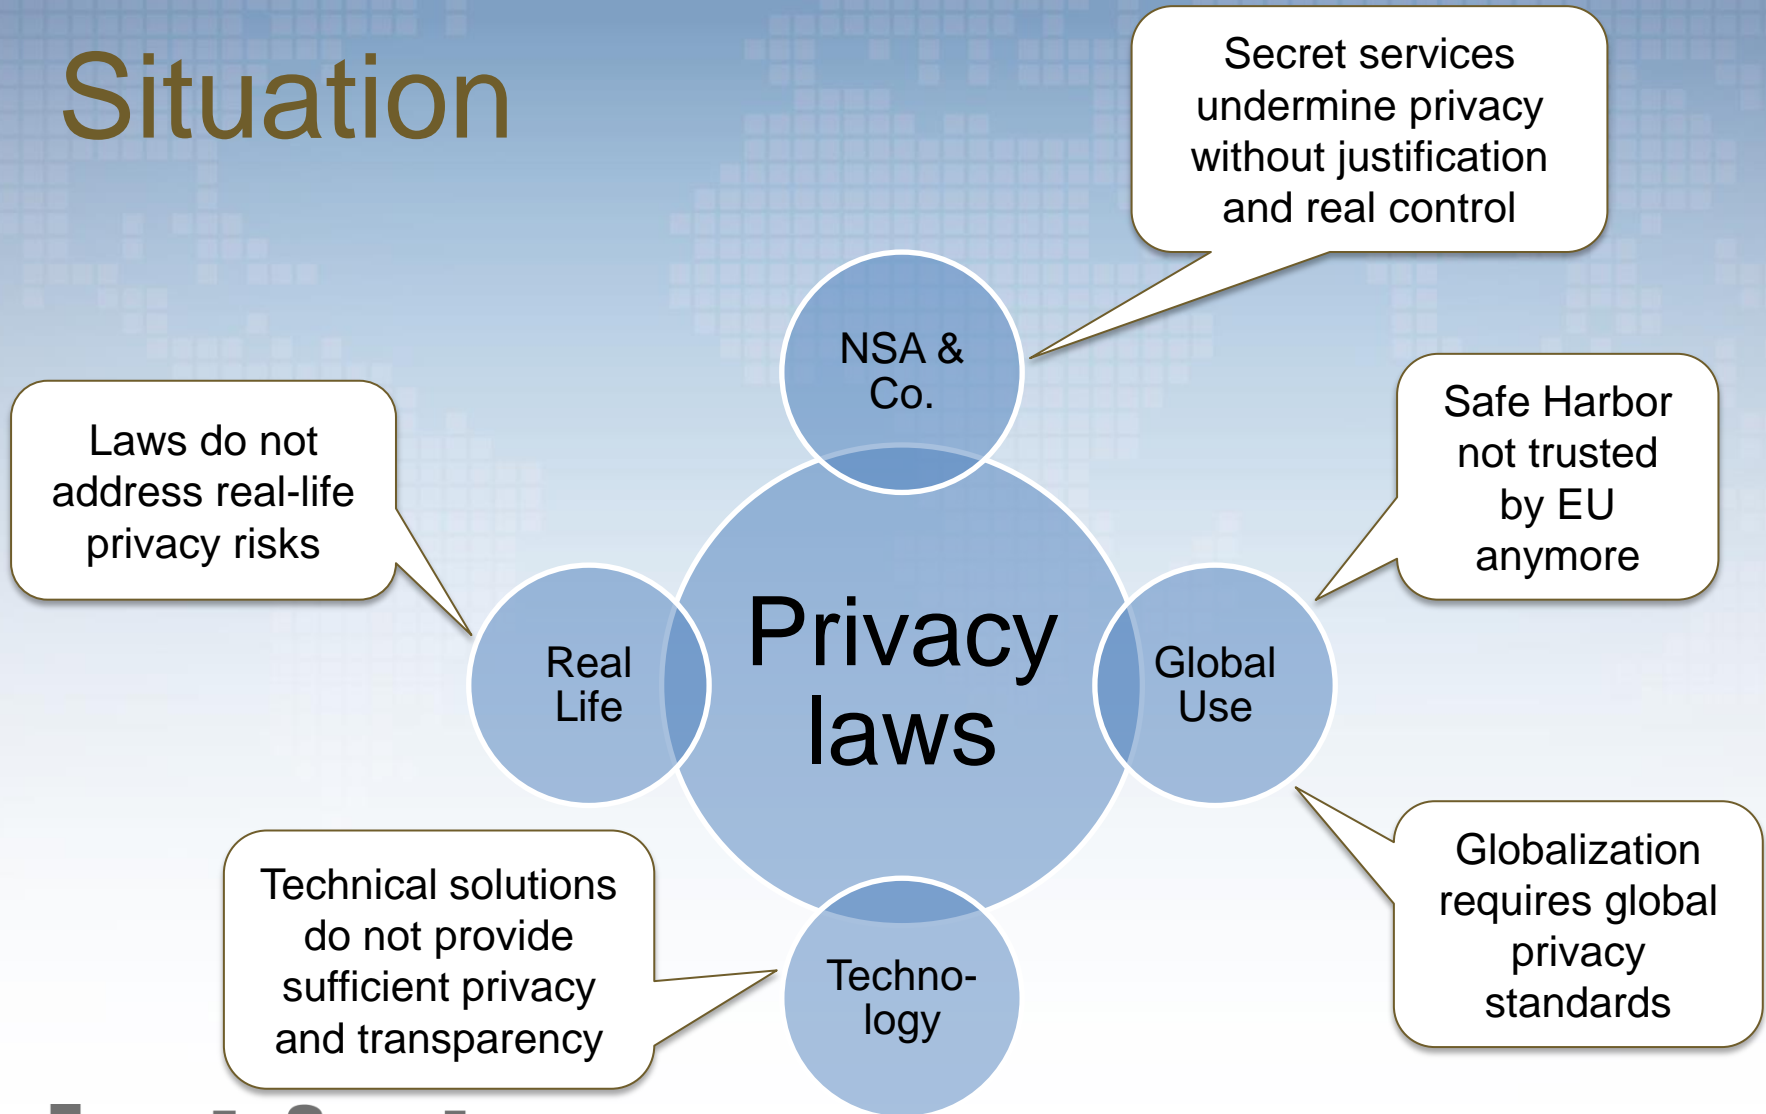 Situation
Secret services
undermine privacy
without justification
and real control
NSA &
Co.
Safe Harbor
not trusted
by EU
anymore
Laws do not
address real-life
privacy risks
Real
Life
Privacy
laws
Global
Use
Technical solutions
do not provide
sufficient privacy
and transparency
Techno-
logy
Globalization
requires global
privacy
standards